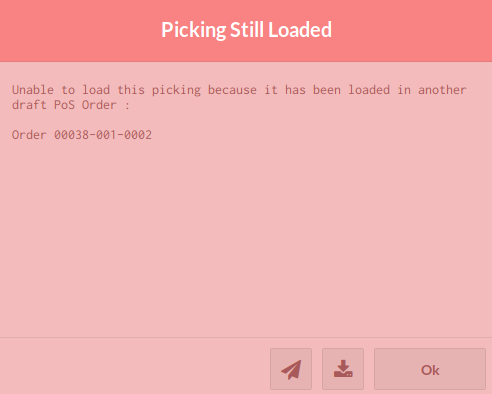 Picking Still Loaded
Unable to load this picking because it has been loaded in another
draft PoS Order :
Order 00038-001-0002
Ok